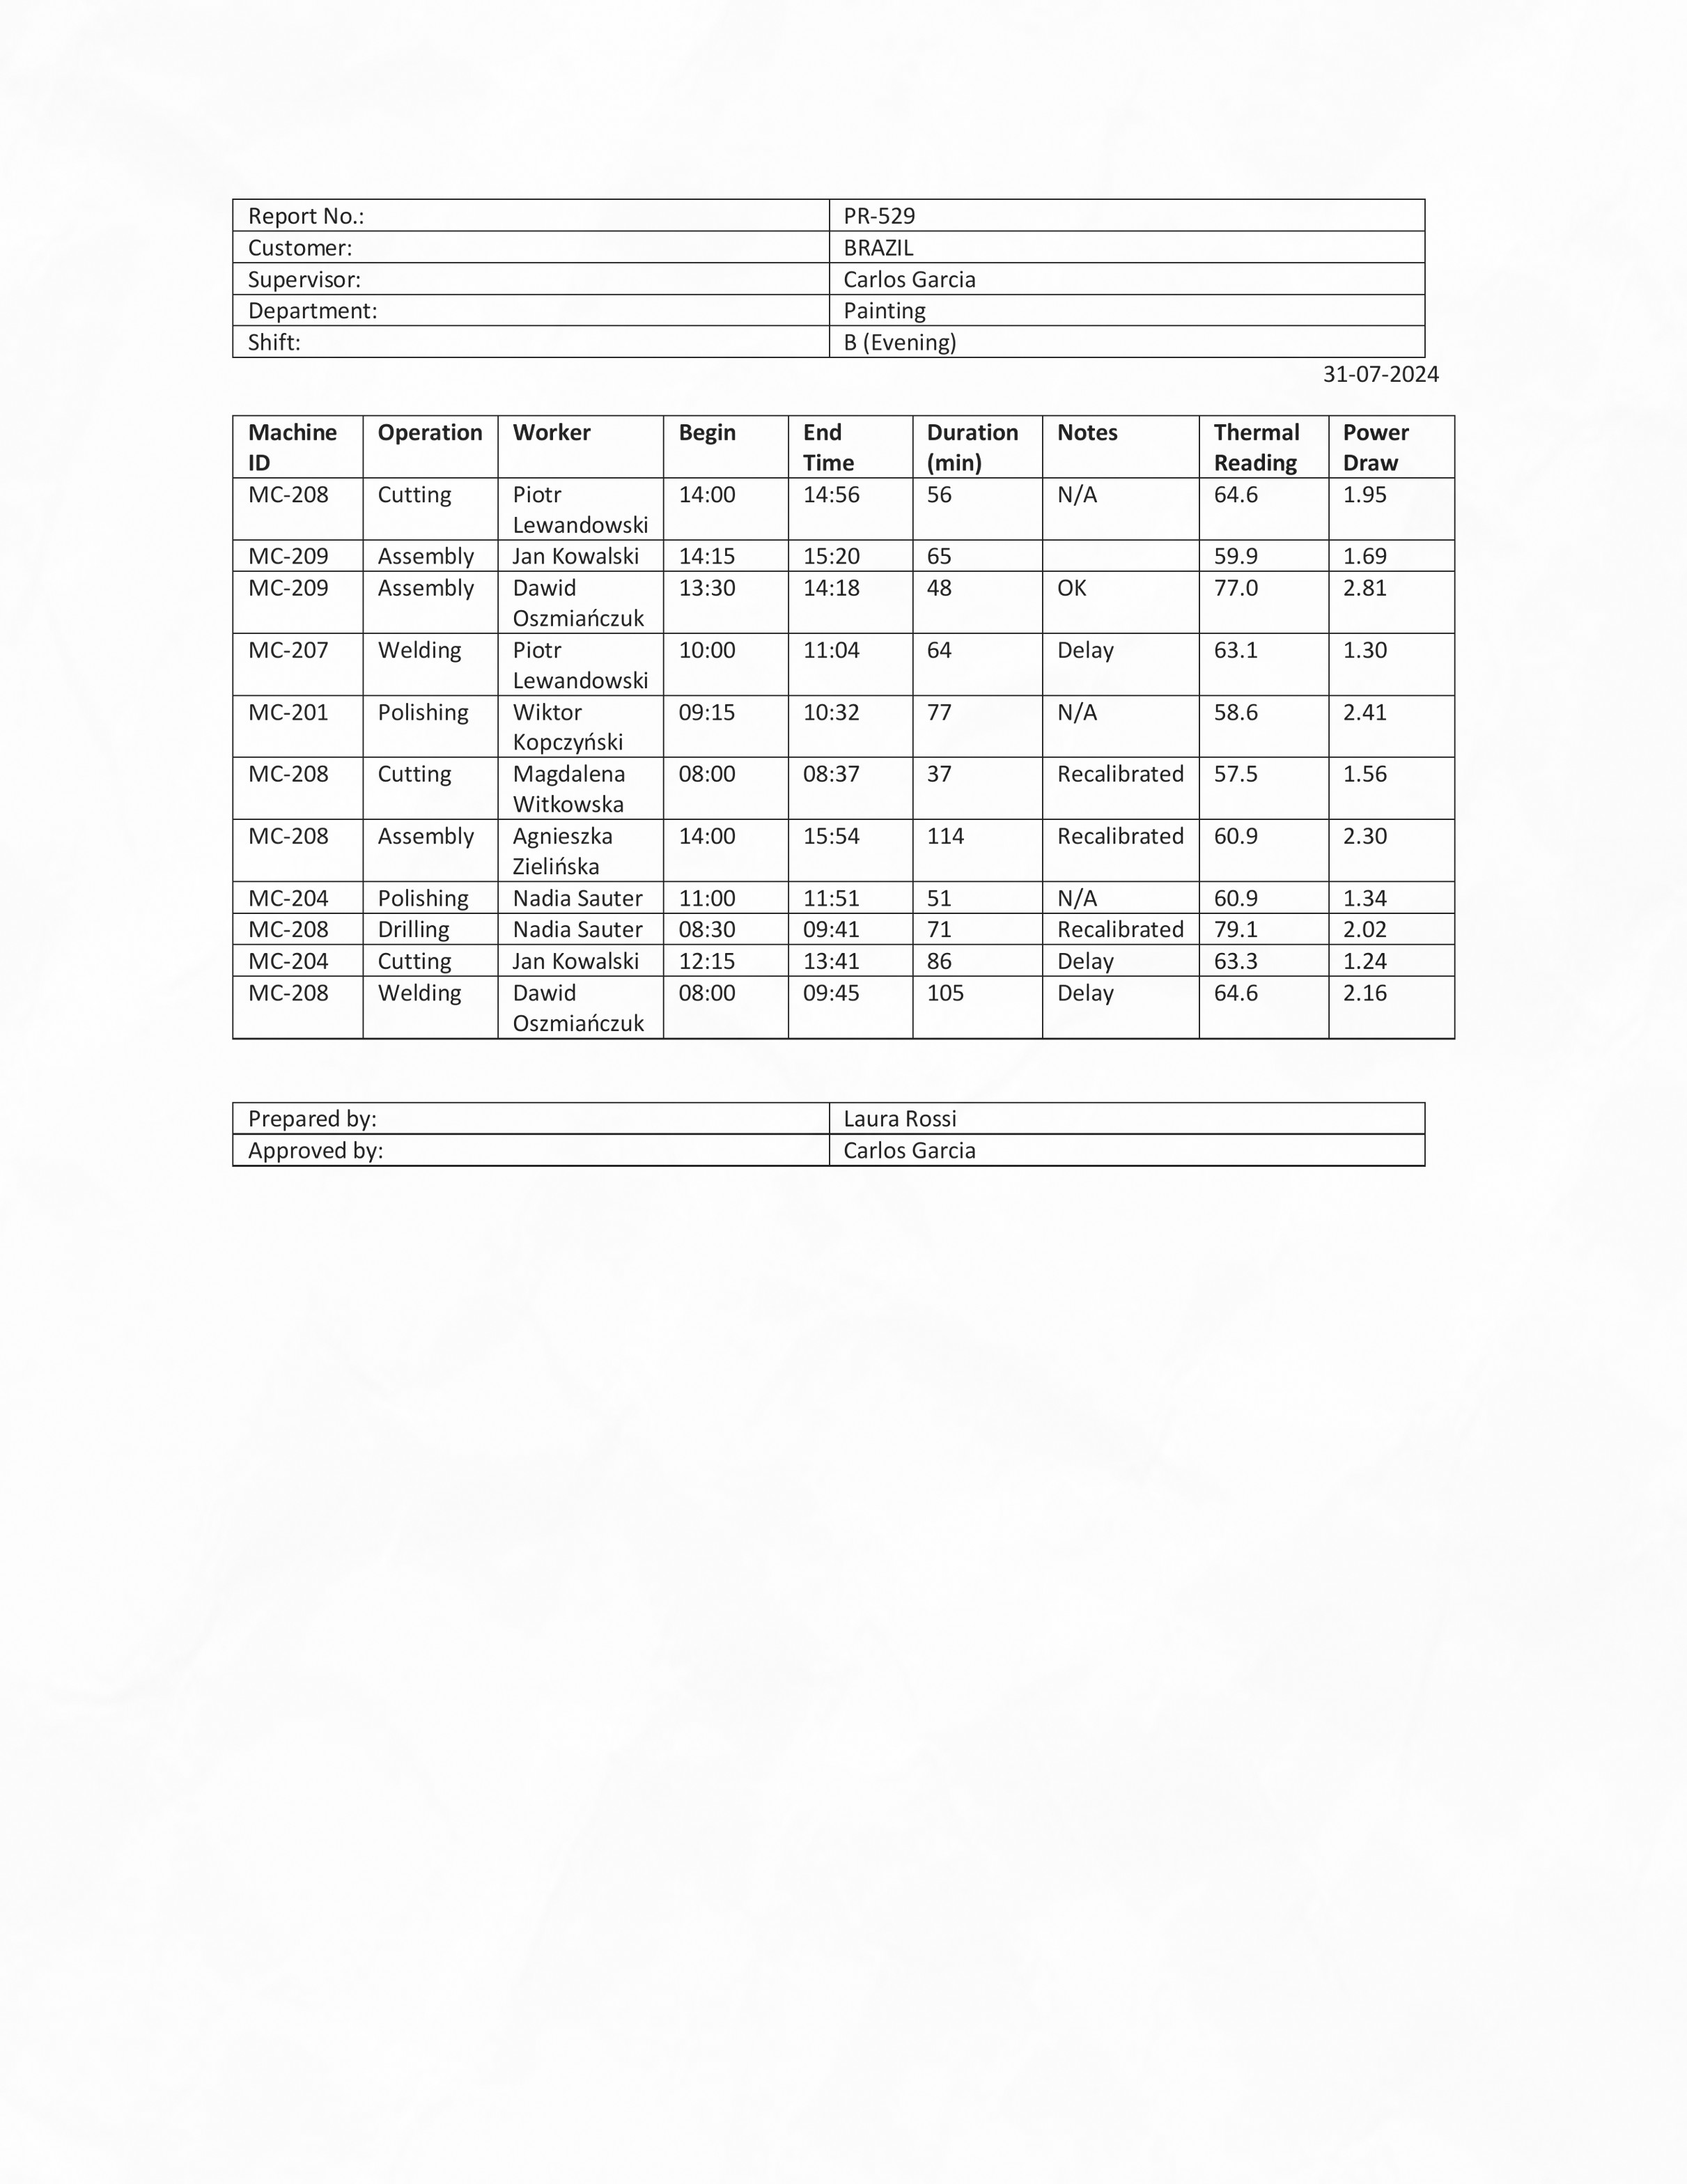 Report No.: PR-529
Customer: BRAZIL
Supervisor: Carlos Garcia
Department: Painting
Shift: B (Evening)
31-07-2024
Machine ID Operation Worker Begin End Time Duration (min) Notes Thermal Reading Power Draw
MC-208 Cutting Piotr Lewandowski 14:00 14:56 56 N/A 64.6 1.95
MC-209 Assembly Jan Kowalski 14:15 15:20 65 59.9 1.69
MC-209 Assembly Dawid Oszmiańczuk 13:30 14:18 48 OK 77.0 2.81
MC-207 Welding Piotr Lewandowski 10:00 11:04 64 Delay 63.1 1.30
MC-201 Polishing Wiktor Kopczyński 09:15 10:32 77 N/A 58.6 2.41
MC-208 Cutting Magdalena Witkowska 08:00 08:37 37 Recalibrated 57.5 1.56
MC-208 Assembly Agnieszka Zielińska 14:00 15:54 114 Recalibrated 60.9 2.30
MC-204 Polishing Nadia Sauter 11:00 11:51 51 N/A 60.9 1.34
MC-208 Drilling Nadia Sauter 08:30 09:41 71 Recalibrated 79.1 2.02
MC-204 Cutting Jan Kowalski 12:15 13:41 86 Delay 63.3 1.24
MC-208 Welding Dawid Oszmiańczuk 08:00 09:45 105 Delay 64.6 2.16
Prepared by: Laura Rossi
Approved by: Carlos Garcia